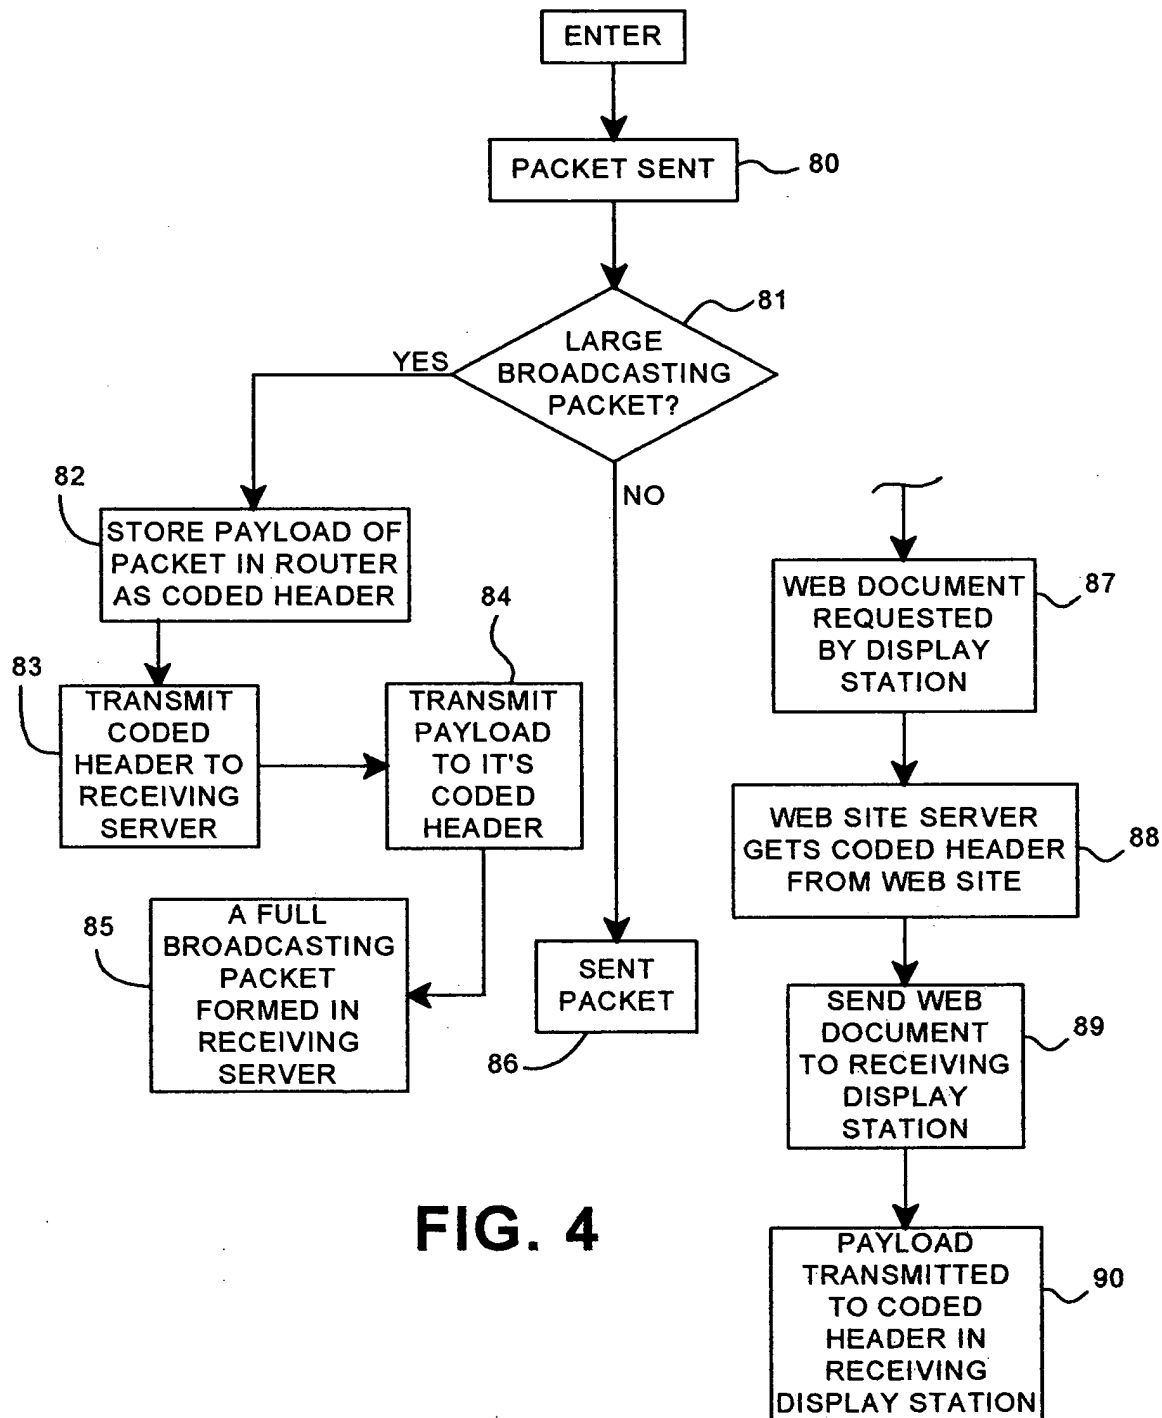 ENTER
PACKET SENT
80
LARGE
BROADCASTING
PACKET?
81
YES
NO
82
STORE PAYLOAD OF
PACKET IN ROUTER
AS CODED HEADER
83
TRANSMIT
CODED
HEADER TO
RECEIVING
SERVER
84
TRANSMIT
PAYLOAD
TO IT'S
CODED
HEADER
85
A FULL
BROADCASTING
PACKET
FORMED IN
RECEIVING
SERVER
SENT
PACKET
86
WEB DOCUMENT
REQUESTED
BY DISPLAY
STATION
87
WEB SITE SERVER
GETS CODED HEADER
FROM WEB SITE
88
SEND WEB
DOCUMENT
TO RECEIVING
DISPLAY
STATION
89
PAYLOAD
TRANSMITTED
TO CODED
HEADER IN
RECEIVING
DISPLAY STATION
90
FIG. 4